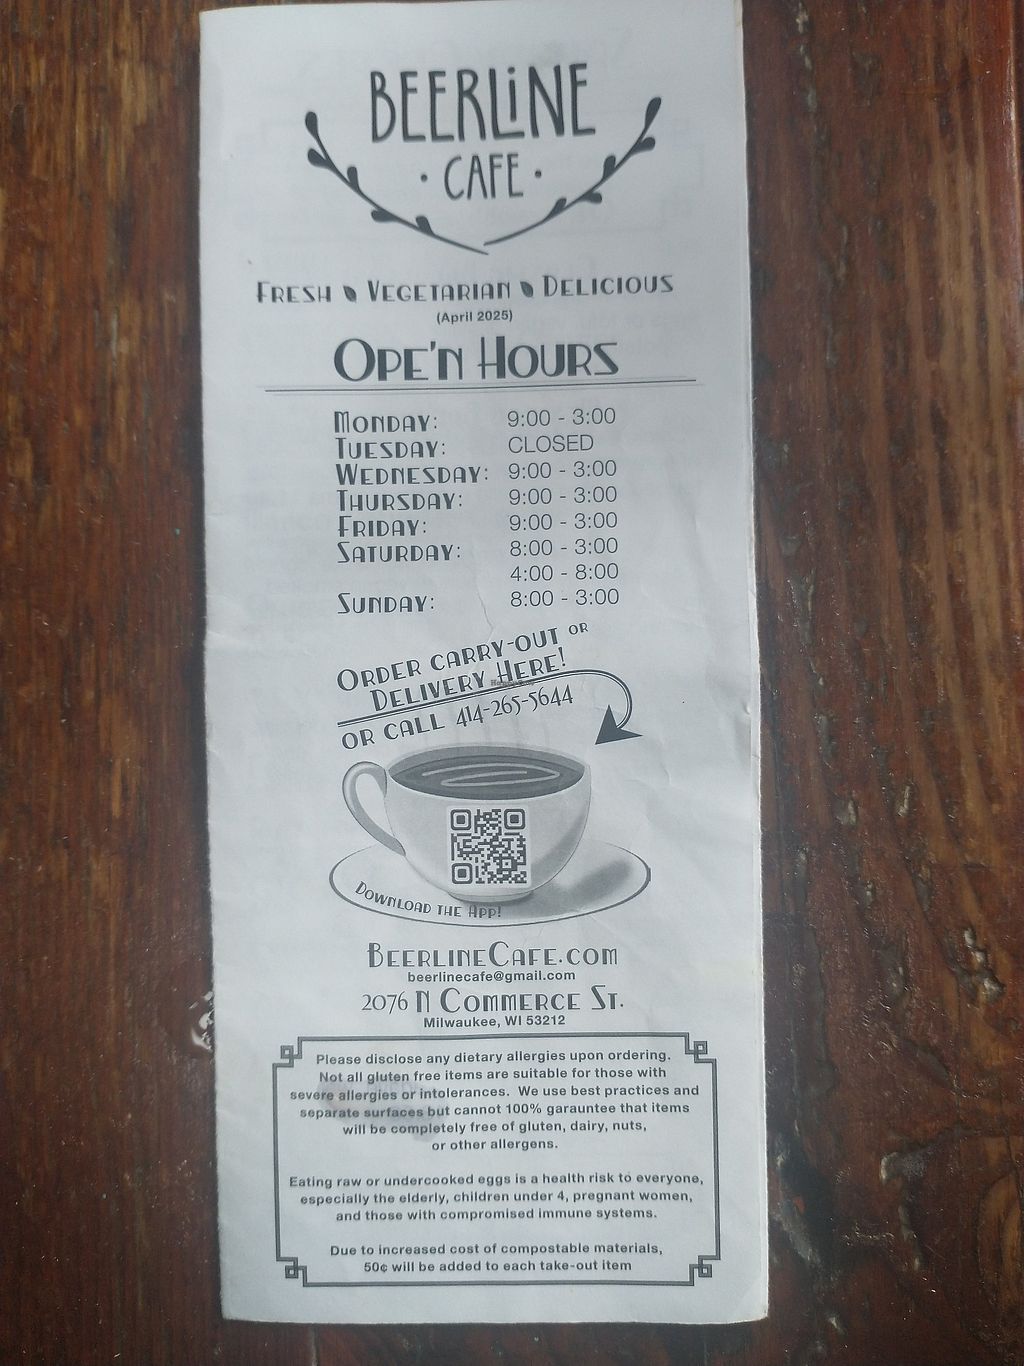 BEERLiNE
· CAFE ·
FRESH VEGETARIAN DELICIOUS
(April 2025)
OPE'N HOURS
MONDAY: 9:00 - 3:00
TUESDAY: CLOSED
WEDNESDAY: 9:00 - 3:00
THURSDAY: 9:00 - 3:00
FRIDAY: 9:00 - 3:00
SATURDAY: 8:00 - 3:00
4:00 - 8:00
SUNDAY: 8:00 - 3:00
ORDER CARRY-OUT OR
DELIVERY HERE!
OR CALL 414-265-5644
DOWNLOAD THE APP!
BEERLINECAFE.COM
beerlinecafe@gmail.com
2076 N COMMERCE ST.
Milwaukee, WI 53212
Please disclose any dietary allergies upon ordering.
Not all gluten free items are suitable for those with
severe allergies or intolerances. We use best practices and
separate surfaces but cannot 100% garauntee that items
will be completely free of gluten, dairy, nuts,
or other allergens.
Eating raw or undercooked eggs is a health risk to everyone,
especially the elderly, children under 4, pregnant women,
and those with compromised immune systems.
Due to increased cost of compostable materials,
50¢ will be added to each take-out item